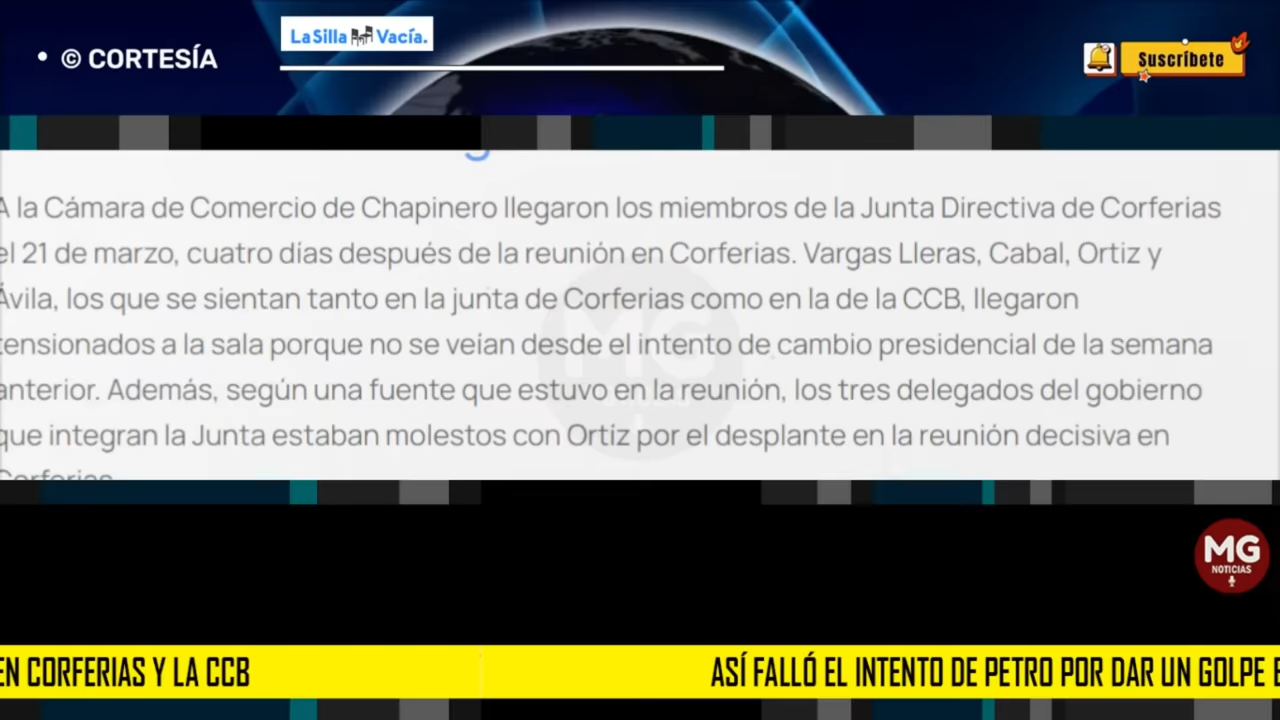 • © CORTESÍA
La Silla Vacía.
Suscríbete
A la Cámara de Comercio de Chapinero llegaron los miembros de la Junta Directiva de Corferias
el 21 de marzo, cuatro días después de la reunión en Corferias. Vargas Lleras, Cabal, Ortiz y
Ávila, los que se sientan tanto en la junta de Corferias como en la de la CCB, llegaron
tensionados a la sala porque no se veían desde el intento de cambio presidencial de la semana
anterior. Además, según una fuente que estuvo en la reunión, los tres delegados del gobierno
que integran la Junta estaban molestos con Ortíz por el desplante en la reunión decisiva en
MG
MG
NOTICIAS
EN CORFERIAS Y LA CCB
ASÍ FALLÓ EL INTENTO DE PETRO POR DAR UN GOLPE E